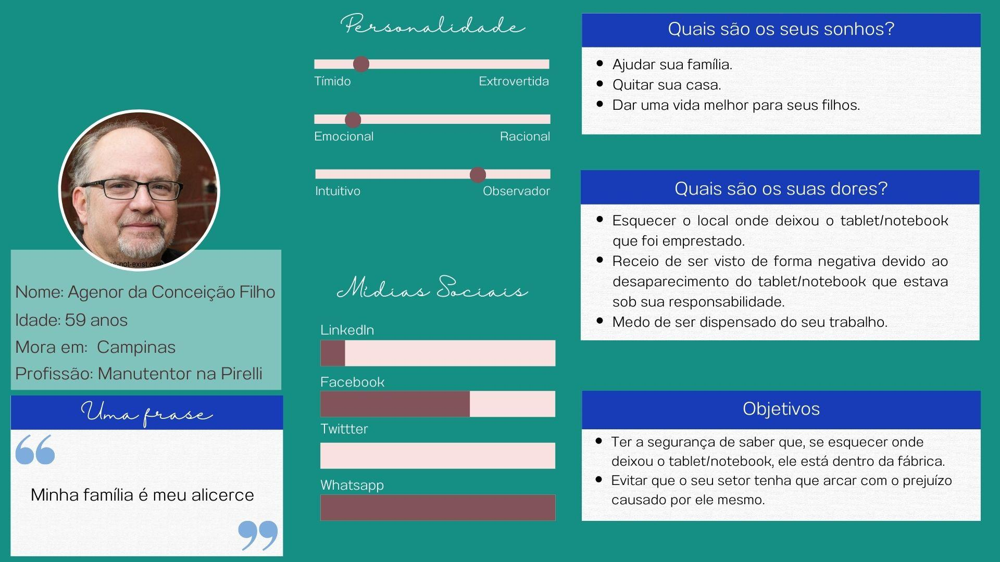 Personalidade
Tímido
Extrovertida
Emocional
Racional
Intuitivo
Observador
s-not-exist.com
Nome: Agenor da Conceição Filho
Idade: 59 anos
Mora em: Campinas
Profissão: Manutentor na Pirelli
Uma frase
“
Minha família é meu alicerce
”
Mídias Sociais
LinkedIn
Facebook
Twittter
Whatsapp
Quais são os seus sonhos?
• Ajudar sua família.
• Quitar sua casa.
• Dar uma vida melhor para seus filhos.
Quais são os suas dores?
• Esquecer o local onde deixou o tablet/notebook
que foi emprestado.
• Receio de ser visto de forma negativa devido ao
desaparecimento do tablet/notebook que estava
sob sua responsabilidade.
• Medo de ser dispensado do seu trabalho.
Objetivos
• Ter a segurança de saber que, se esquecer onde
deixou o tablet/notebook, ele está dentro da fábrica.
• Evitar que o seu setor tenha que arcar com o prejuízo
causado por ele mesmo.